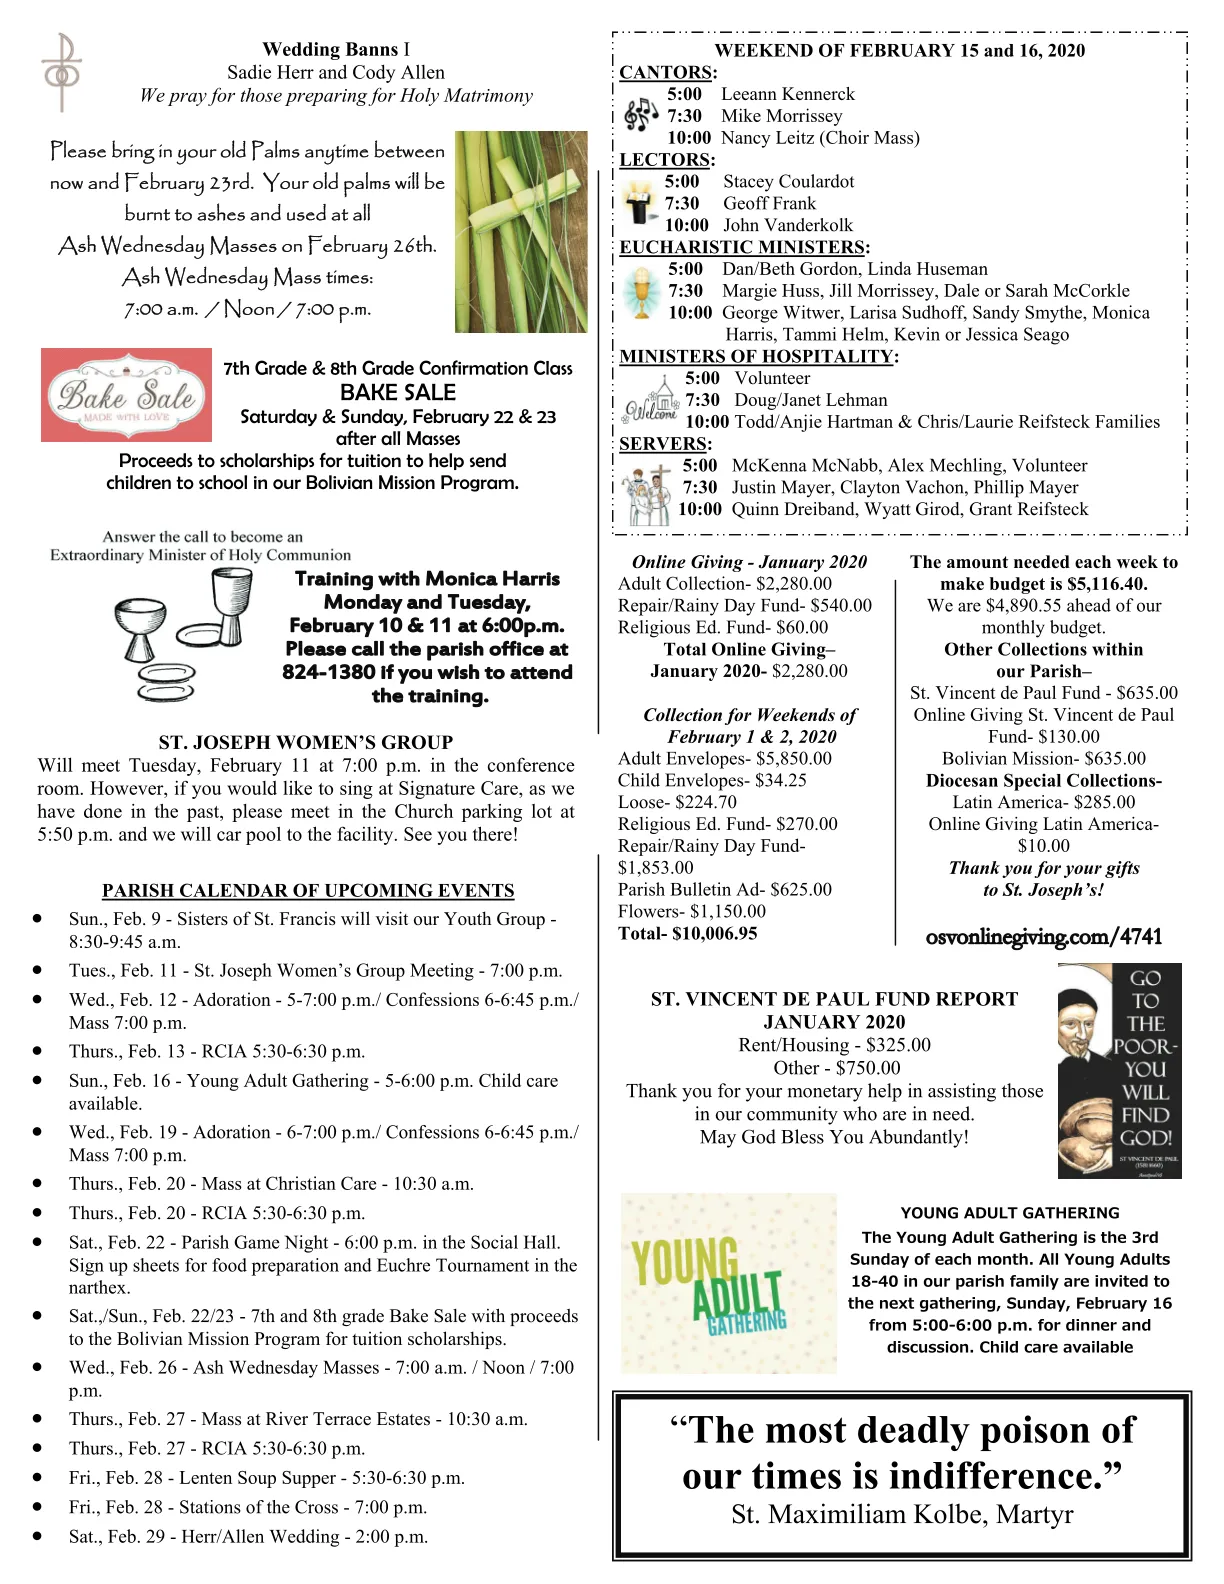 Wedding Banns I
Sadie Herr and Cody Allen
We pray for those preparing for Holy Matrimony
Please bring in your old Palms anytime between
now and February 23rd. Your old palms will be
burnt to ashes and used at all
Ash Wednesday Masses on February 26th.
Ash Wednesday Mass times:
7:00 a.m. / Noon / 7:00 p.m.
Bake Sale
MADE WITH LOVE
7th Grade & 8th Grade Confirmation Class
BAKE SALE
Saturday & Sunday, February 22 & 23
after all Masses
Proceeds to scholarships for tuition to help send
children to school in our Bolivian Mission Program.
Answer the call to become an
Extraordinary Minister of Holy Communion
Training with Monica Harris
Monday and Tuesday,
February 10 & 11 at 6:00p.m.
Please call the parish office at
824-1380 if you wish to attend
the training.
ST. JOSEPH WOMEN'S GROUP
Will meet Tuesday, February 11 at 7:00 p.m. in the conference
room. However, if you would like to sing at Signature Care, as we
have done in the past, please meet in the Church parking lot at
5:50 p.m. and we will car pool to the facility. See you there!
PARISH CALENDAR OF UPCOMING EVENTS
• Sun., Feb. 9 - Sisters of St. Francis will visit our Youth Group -
8:30-9:45 a.m.
• Tues., Feb. 11 - St. Joseph Women's Group Meeting - 7:00 p.m.
• Wed., Feb. 12 - Adoration - 5-7:00 p.m./ Confessions 6-6:45 p.m./
Mass 7:00 p.m.
• Thurs., Feb. 13 - RCIA 5:30-6:30 p.m.
• Sun., Feb. 16 - Young Adult Gathering - 5-6:00 p.m. Child care
available.
• Wed., Feb. 19 - Adoration - 6-7:00 p.m./ Confessions 6-6:45 p.m./
Mass 7:00 p.m.
• Thurs., Feb. 20 - Mass at Christian Care - 10:30 a.m.
• Thurs., Feb. 20 - RCIA 5:30-6:30 p.m.
• Sat., Feb. 22 - Parish Game Night - 6:00 p.m. in the Social Hall.
Sign up sheets for food preparation and Euchre Tournament in the
narthex.
• Sat.,/Sun., Feb. 22/23 - 7th and 8th grade Bake Sale with proceeds
to the Bolivian Mission Program for tuition scholarships.
• Wed., Feb. 26 - Ash Wednesday Masses - 7:00 a.m. / Noon / 7:00
p.m.
• Thurs., Feb. 27 - Mass at River Terrace Estates - 10:30 a.m.
• Thurs., Feb. 27 - RCIA 5:30-6:30 p.m.
• Fri., Feb. 28 - Lenten Soup Supper - 5:30-6:30 p.m.
• Fri., Feb. 28 - Stations of the Cross - 7:00 p.m.
• Sat., Feb. 29 - Herr/Allen Wedding - 2:00 p.m.
WEEKEND OF FEBRUARY 15 and 16, 2020
CANTORS:
5:00 Leeann Kennerck
7:30 Mike Morrissey
10:00 Nancy Leitz (Choir Mass)
LECTORS:
5:00 Stacey Coulardot
7:30 Geoff Frank
10:00 John Vanderkolk
EUCHARISTIC MINISTERS:
5:00 Dan/Beth Gordon, Linda Huseman
7:30 Margie Huss, Jill Morrissey, Dale or Sarah McCorkle
10:00 George Witwer, Larisa Sudhoff, Sandy Smythe, Monica
Harris, Tammi Helm, Kevin or Jessica Seago
MINISTERS OF HOSPITALITY:
5:00 Volunteer
7:30 Doug/Janet Lehman
Welcome
10:00 Todd/Anjie Hartman & Chris/Laurie Reifsteck Families
SERVERS:
5:00 McKenna McNabb, Alex Mechling, Volunteer
7:30 Justin Mayer, Clayton Vachon, Phillip Mayer
10:00 Quinn Dreiband, Wyatt Girod, Grant Reifsteck
Online Giving - January 2020
Adult Collection- $2,280.00
Repair/Rainy Day Fund- $540.00
Religious Ed. Fund- $60.00
Total Online Giving–
January 2020- $2,280.00
Collection for Weekends of
February 1 & 2, 2020
Adult Envelopes- $5,850.00
Child Envelopes- $34.25
Loose- $224.70
Religious Ed. Fund- $270.00
Repair/Rainy Day Fund-
$1,853.00
Parish Bulletin Ad- $625.00
Flowers- $1,150.00
Total- $10,006.95
The amount needed each week to
make budget is $5,116.40.
We are $4,890.55 ahead of our
monthly budget.
Other Collections within
our Parish–
St. Vincent de Paul Fund - $635.00
Online Giving St. Vincent de Paul
Fund- $130.00
Bolivian Mission- $635.00
Diocesan Special Collections-
Latin America- $285.00
Online Giving Latin America-
$10.00
Thank you for your gifts
to St. Joseph's!
osvonlinegiving.com/4741
ST. VINCENT DE PAUL FUND REPORT
JANUARY 2020
Rent/Housing - $325.00
Other - $750.00
Thank you for your monetary help in assisting those
in our community who are in need.
May God Bless You Abundantly!
GO
TO
THE
POOR-
YOU
WILL
FIND
GOD!
ST VINCENT DE PAUL
(1581-1660)
YOUNG
ADULT
GATHERING
YOUNG ADULT GATHERING
The Young Adult Gathering is the 3rd
Sunday of each month. All Young Adults
18-40 in our parish family are invited to
the next gathering, Sunday, February 16
from 5:00-6:00 p.m. for dinner and
discussion. Child care available
“The most deadly poison of
our times is indifference.”
St. Maximiliam Kolbe, Martyr